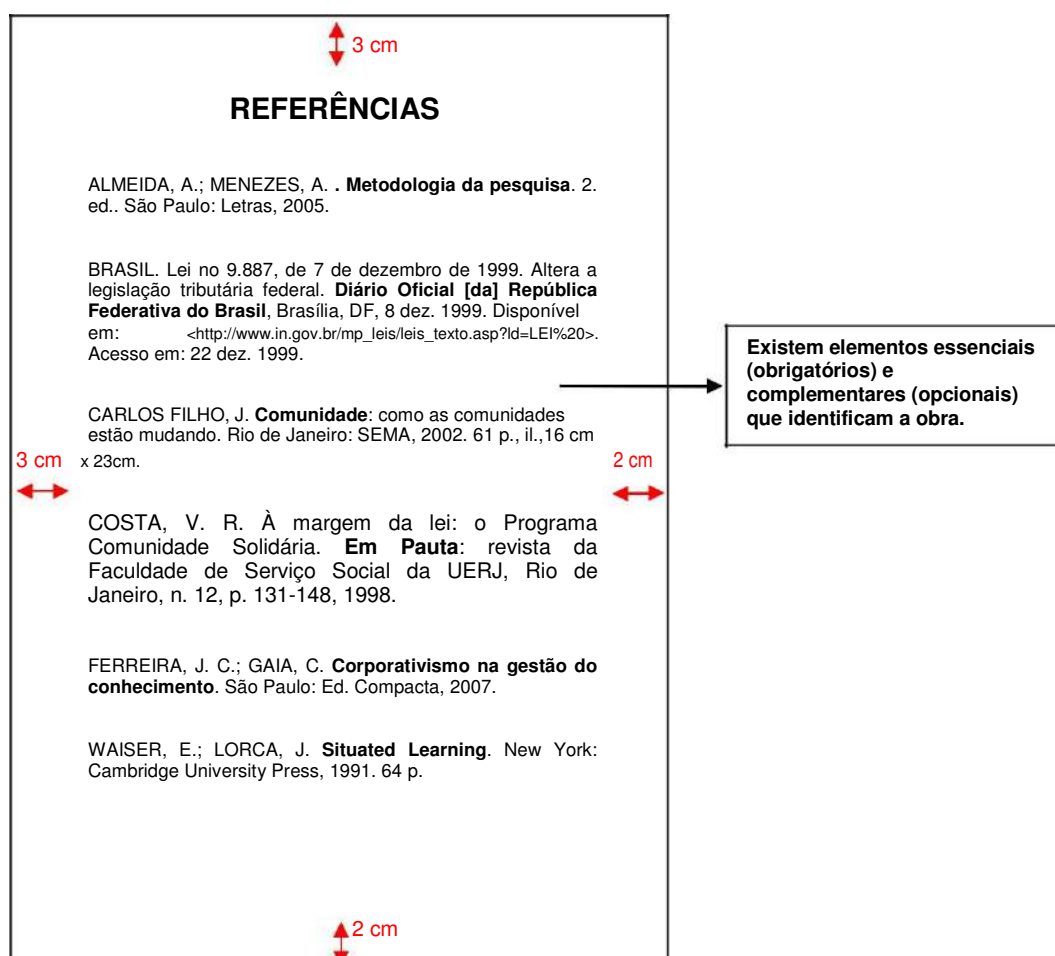 3 cm
REFERÊNCIAS
ALMEIDA, A.; MENEZES, A. . Metodologia da pesquisa. 2.
ed.. São Paulo: Letras, 2005.
BRASIL. Lei no 9.887, de 7 de dezembro de 1999. Altera a
legislação tributária federal. Diário Oficial [da] República
Federativa do Brasil, Brasília, DF, 8 dez. 1999. Disponível
em: <http://www.in.gov.br/mp_leis/leis_texto.asp?ld=LEI%20>.
Acesso em: 22 dez. 1999.
Existem elementos essenciais
(obrigatórios) e
complementares (opcionais)
que identificam a obra.
CARLOS FILHO, J. Comunidade: como as comunidades
estão mudando. Rio de Janeiro: SEMA, 2002. 61 p., il.,16 cm
x 23cm.
3 cm
2 cm
COSTA, V. R. À margem da lei: o Programa
Comunidade Solidária. Em Pauta: revista da
Faculdade de Serviço Social da UERJ, Rio de
Janeiro, n. 12, p. 131-148, 1998.
FERREIRA, J. C.; GAIA, C. Corporativismo na gestão do
conhecimento. São Paulo: Ed. Compacta, 2007.
WAISER, E.; LORCA, J. Situated Learning. New York:
Cambridge University Press, 1991. 64 p.
2 cm